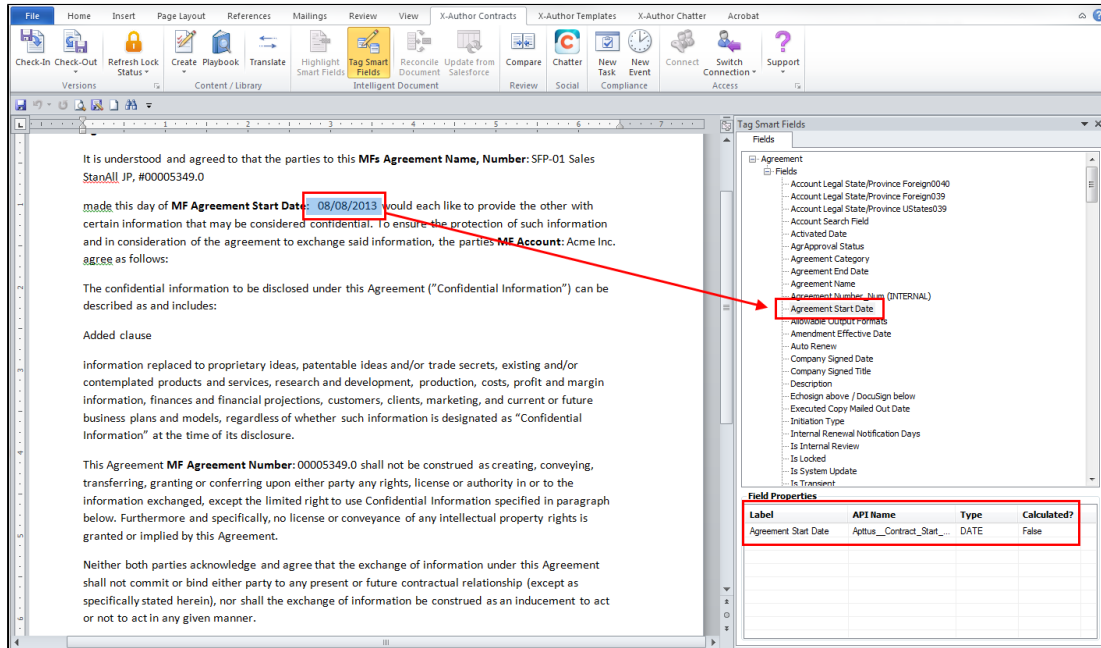 File Home Insert Page Layout References Mailings Review View X-Author Contracts X-Author Templates X-Author Chatter Acrobat
Check-In Check-Out Refresh Lock Status Create Playbook Translate Highlight Smart Fields Tag Smart Fields Reconcile Document Update from Salesforce Compare Chatter New Task New Event Connect Switch Connection Support
Versions Content / Library Intelligent Document Review Social Compliance Access
Tag Smart Fields
Fields
It is understood and agreed to that the parties to this MFs Agreement Name, Number: SFP-01 Sales
StanAll JP, #00005349.0
made this day of MF Agreement Start Date: 08/08/2013 would each like to provide the other with
certain information that may be considered confidential. To ensure the protection of such information
and in consideration of the agreement to exchange said information, the parties MF Account: Acme Inc.
agree as follows:
The confidential information to be disclosed under this Agreement ("Confidential Information") can be
described as and includes:
Added clause
information replaced to proprietary ideas, patentable ideas and/or trade secrets, existing and/or
contemplated products and services, research and development, production, costs, profit and margin
information, finances and financial projections, customers, clients, marketing, and current or future
business plans and models, regardless of whether such information is designated as “Confidential
Information” at the time of its disclosure.
This Agreement MF Agreement Number: 00005349.0 shall not be construed as creating, conveying,
transferring, granting or conferring upon either party any rights, license or authority in or to the
information exchanged, except the limited right to use Confidential Information specified in paragraph
below. Furthermore and specifically, no license or conveyance of any intellectual property rights is
granted or implied by this Agreement.
Neither both parties acknowledge and agree that the exchange of information under this Agreement
shall not commit or bind either party to any present or future contractual relationship (except as
specifically stated herein), nor shall the exchange of information be construed as an inducement to act
or not to act in any given manner.
Agreement
Fields
Account Legal State/Province Foreign0040
Account Legal State/Province Foreign039
Account Legal State/Province UStates039
Account Search Field
Activated Date
AgrApproval Status
Agreement Category
Agreement End Date
Agreement Name
Agreement Number_Num (INTERNAL)
Agreement Start Date
Allowable Output Formats
Amendment Effective Date
Auto Renew
Company Signed Date
Company Signed Title
Description
Echosign above / DocuSign below
Executed Copy Mailed Out Date
Initiation Type
Internal Renewal Notification Days
Is Internal Review
Is Locked
Is System Update
Is Transient
Field Properties
Label API Name Type Calculated?
Agreement Start Date Apttus__Contract_Start_... DATE False